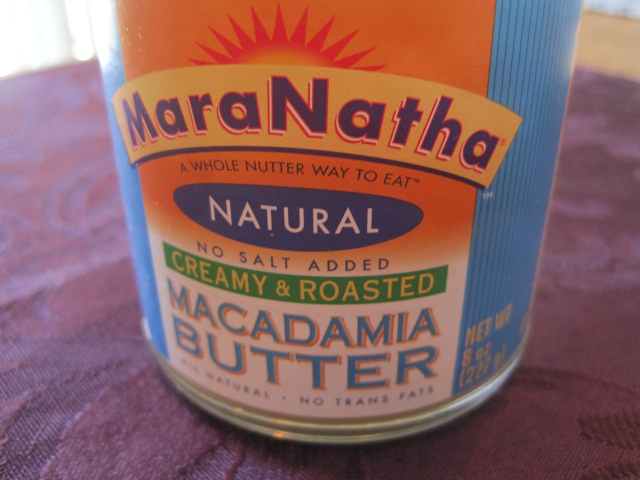 MaraNatha
A WHOLE NUTTER WAY TO EAT™
NATURAL
NO SALT ADDED
CREAMY & ROASTED
MACADAMIA
BUTTER
ALL NATURAL - NO TRANS FATS
NET WT
8 oz
(227 g)